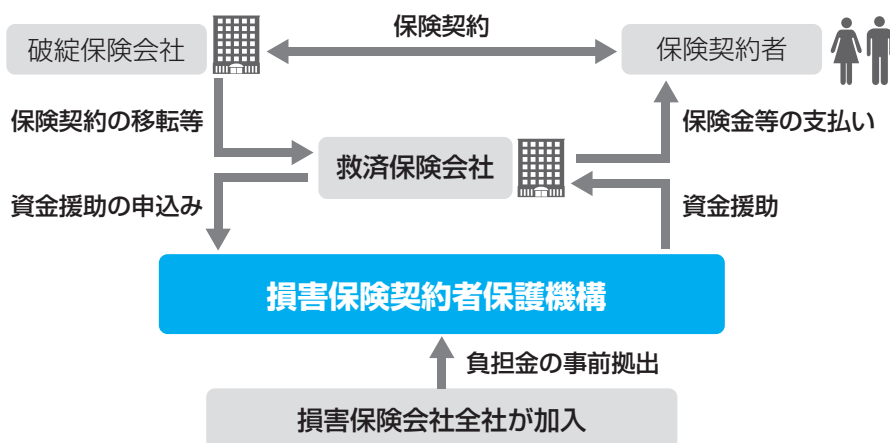 保険契約
破綻保険会社
保険契約者
保険契約の移転等
保険金等の支払い
救済保険会社
資金援助の申込み
資金援助
損害保険契約者保護機構
負担金の事前拠出
損害保険会社全社が加入